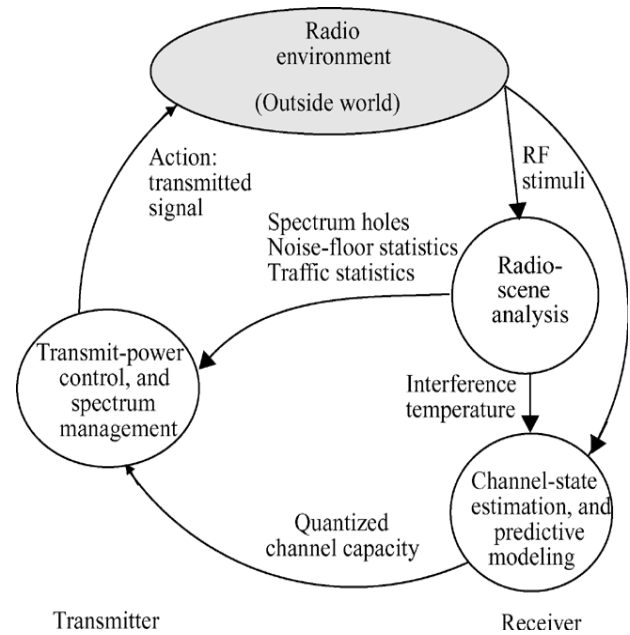 Radio
environment
(Outside world)
Action:
transmitted
signal
RF
stimuli
Spectrum holes
Noise-floor statistics
Traffic statistics
Radio-
scene
analysis
Transmit-power
control, and
spectrum
management
Interference
temperature
Channel-state
estimation, and
predictive
modeling
Quantized
channel capacity
Transmitter
Receiver